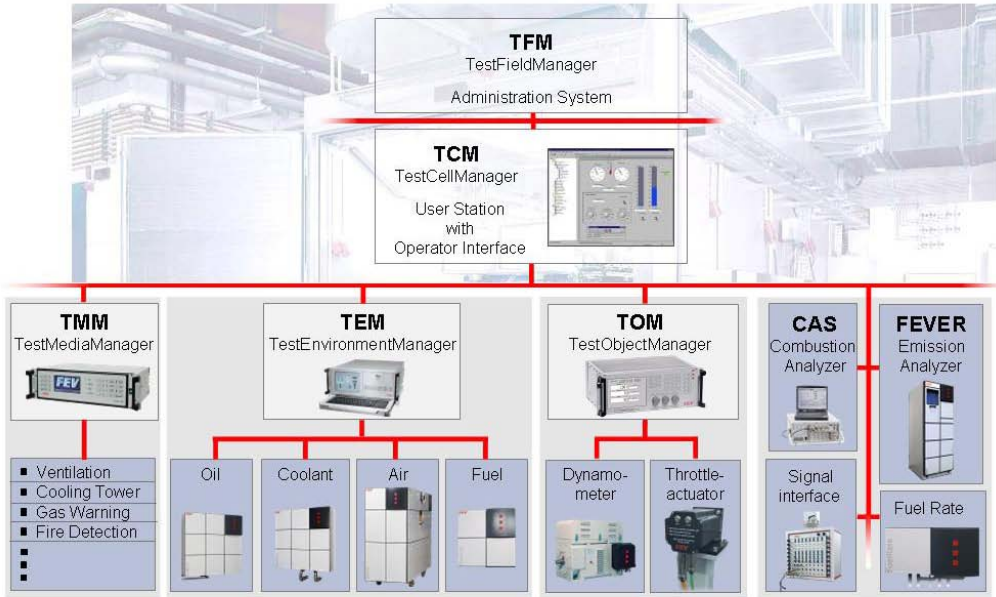 TFM
TestFieldManager
Administration System
TCM
TestCellManager
User Station
with
Operator Interface
TMM
TestMediaManager
FEV
Ventilation
Cooling Tower
Gas Warning
Fire Detection
TEM
TestEnvironmentManager
Oil
Coolant
Air
Fuel
TOM
TestObjectManager
Dynamo-
meter
Throttle-
actuator
CAS
Combustion
Analyzer
FEVER
Emission
Analyzer
Signal
interface
Fuel Rate